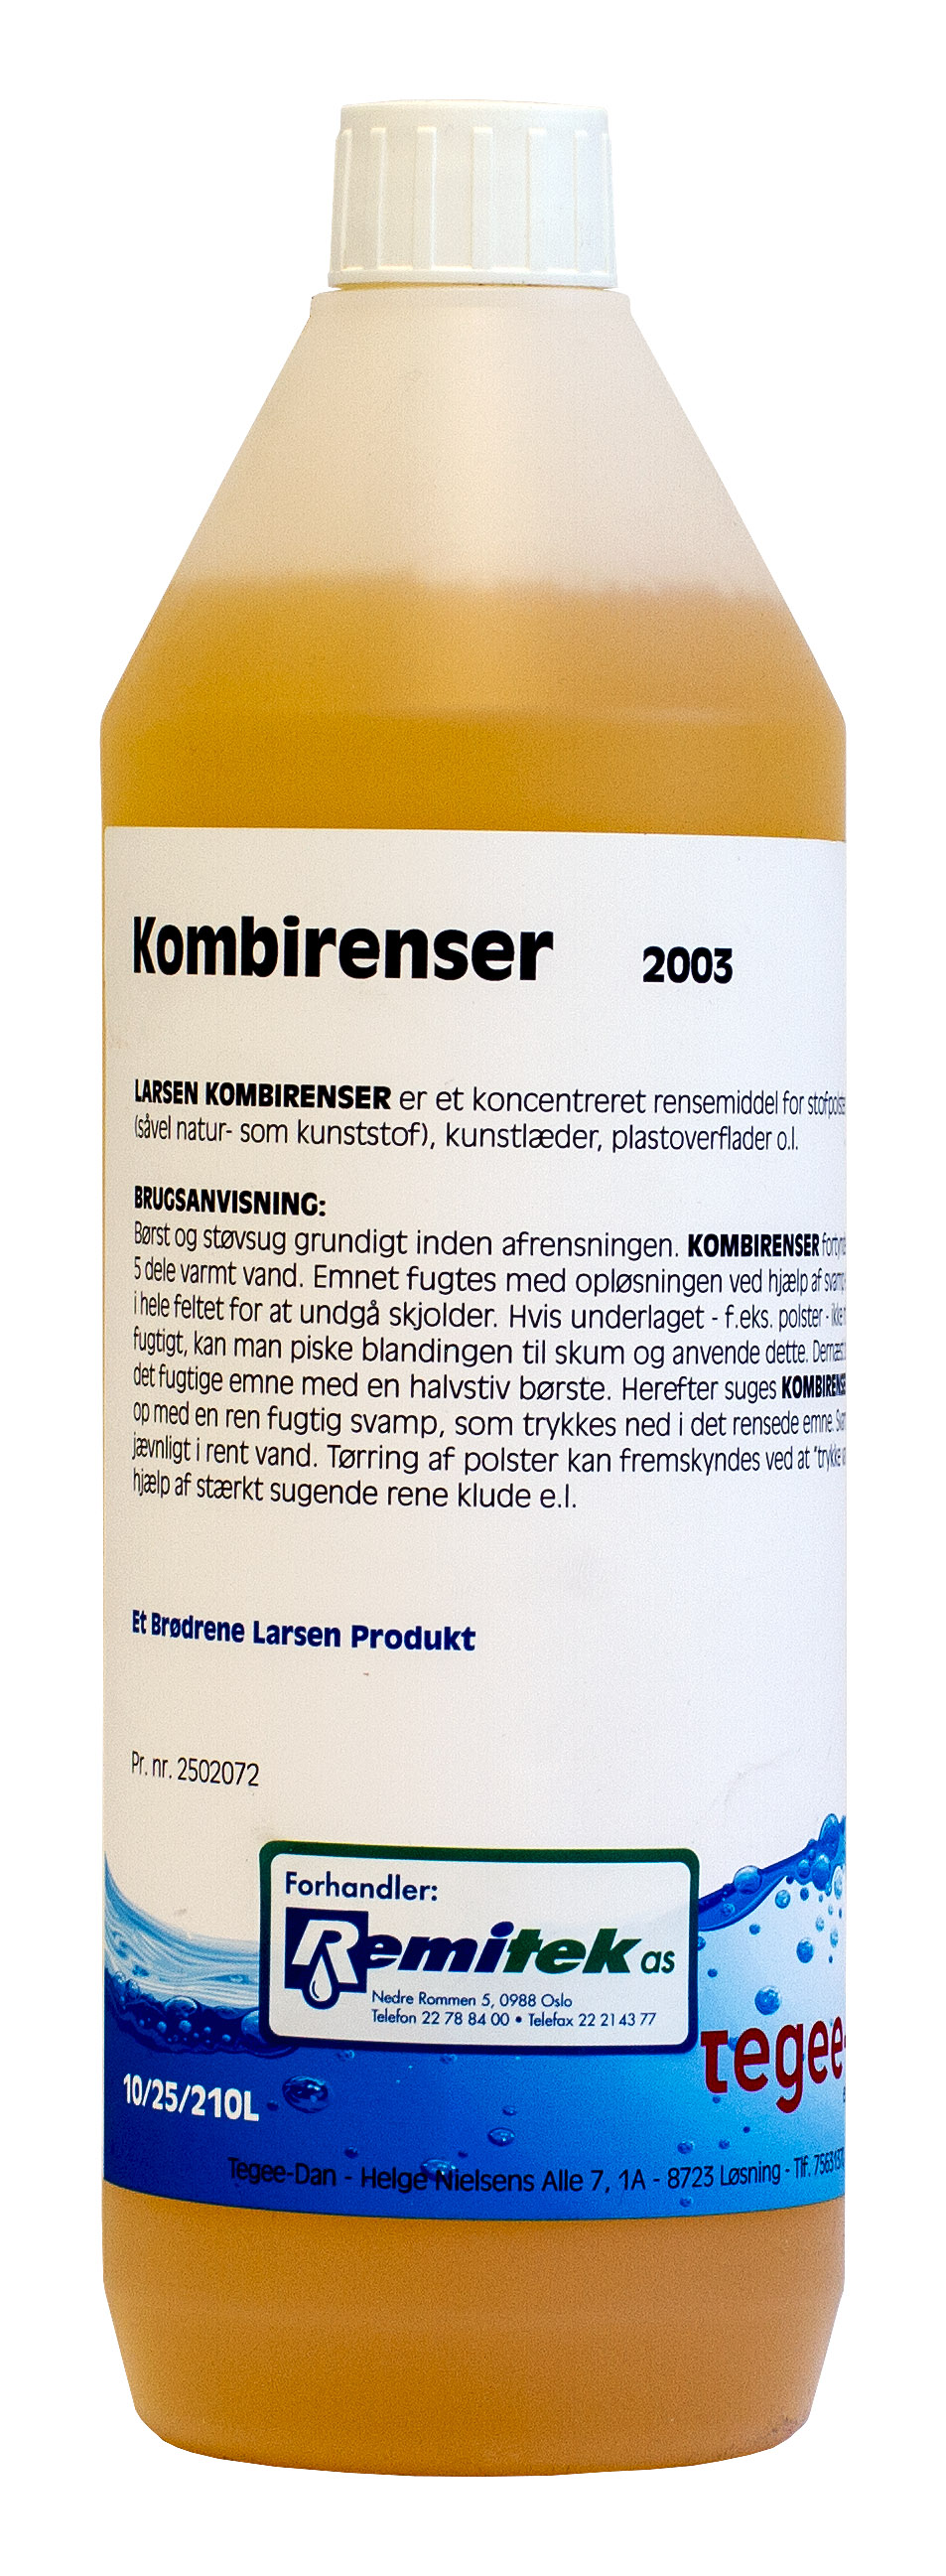 Kombirenser 2003
LARSEN KOMBIRENSER er et koncentreret rensemiddel for
(såvel natur- som kunststof), kunstlæder, plastoverflader o.l.
BRUGSANVISNING:
Børst og støvsug grundigt inden afrensningen. KOMBIRENSER
5 dele varmt vand. Emnet fugtes med opløsningen ved hjælp af
i hele feltet for at undgå skjolder. Hvis underlaget - f.eks. polster -
fugtigt, kan man piske blandingen til skum og anvende dette.
det fugtige emne med en halvstiv børste. Herefter suges
op med en ren fugtig svamp, som trykkes ned i det rensede emne.
jævnligt i rent vand. Tørring af polster kan fremskyndes ved at "trykke
hjælp af stærkt sugende rene klude e.l.
Et Brødrene Larsen Produkt
Pr. nr. 2502072
Forhandler:
Remitek as
Nedre Rommen 5, 0988 Oslo
Telefon 22 78 84 00 • Telefax 22 21 43 77
Tegee-
10/25/210L
Tegee-Dan - Helge Nielsens Alle 7, 1A - 8723 Løsning - Tlf.